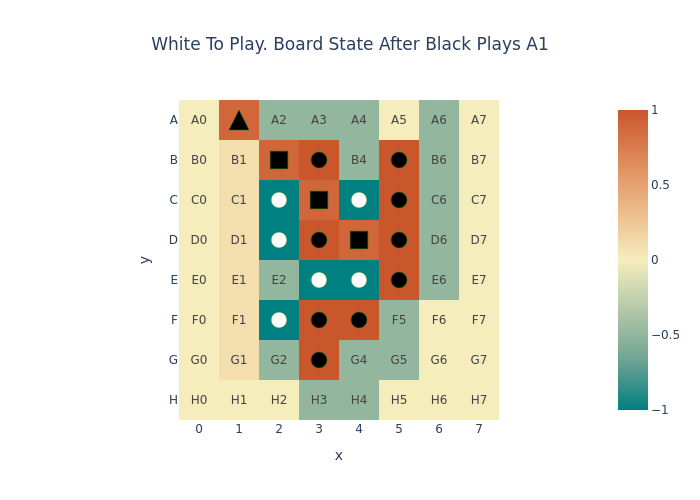 White To Play. Board State After Black Plays A1
A A0 A2 A3 A4 A5 A6 A7
B B0 B1 B4 B6 B7
C C0 C1 C6 C7
D D0 D1 D6 D7
E E0 E1 E2 E6 E7
F F0 F1 F5 F6 F7
G G0 G1 G2 G4 G5 G6 G7
H H0 H1 H2 H3 H4 H5 H6 H7
0 1 2 3 4 5 6 7
x
y
1
0.5
0
−0.5
−1